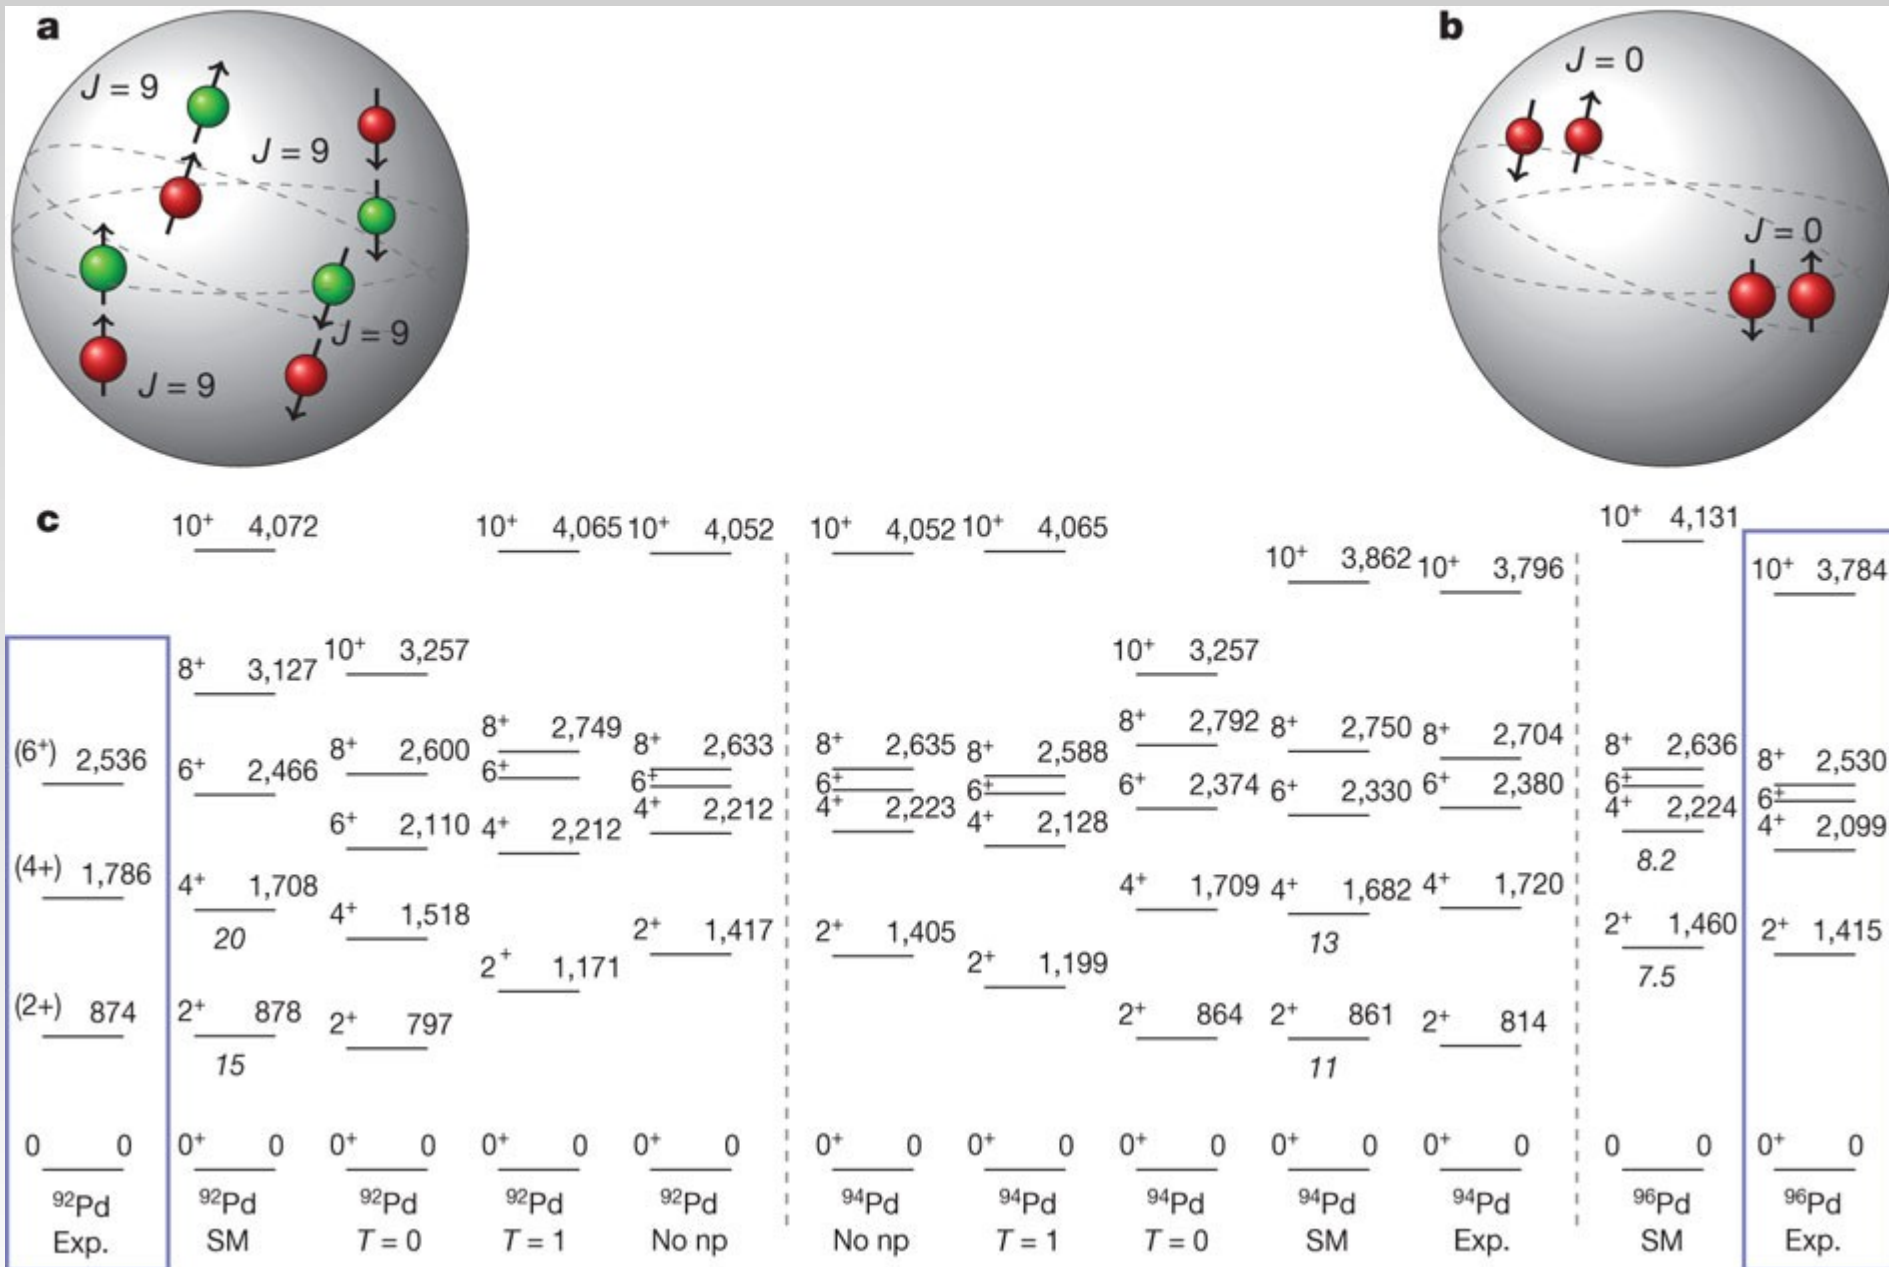 a
b
J = 9
J = 9
J = 9
J = 9
J = 0
J = 0
c
10⁺ 4,072
10⁺ 4,065
10⁺ 4,052
10⁺ 4,052
10⁺ 4,065
10⁺ 3,862
10⁺ 3,796
10⁺ 4,131
10⁺ 3,784
8⁺ 3,127
10⁺ 3,257
10⁺ 3,257
(6⁺) 2,536
6⁺ 2,466
8⁺ 2,600
8⁺ 2,749
6⁺
8⁺ 2,633
6⁺
4⁺ 2,212
8⁺ 2,635
6⁺
4⁺ 2,223
8⁺ 2,588
6⁺
4⁺ 2,128
8⁺ 2,792
6⁺ 2,374
8⁺ 2,750
6⁺ 2,330
8⁺ 2,704
6⁺ 2,380
8⁺ 2,636
6⁺
4⁺ 2,224
8.2
8⁺ 2,530
6⁺
4⁺ 2,099
(4+) 1,786
4⁺ 1,708
20
6⁺ 2,110
4⁺ 1,518
4⁺ 2,212
2⁺ 1,171
2⁺ 1,417
2⁺ 1,405
2⁺ 1,199
4⁺ 1,709
4⁺ 1,682
13
4⁺ 1,720
2⁺ 1,460
7.5
2⁺ 1,415
(2+) 874
2⁺ 878
15
2⁺ 797
2⁺ 864
2⁺ 861
11
2⁺ 814
0 0
0⁺ 0
0⁺ 0
0⁺ 0
0⁺ 0
0⁺ 0
0⁺ 0
0⁺ 0
0⁺ 0
0⁺ 0
0 0
0⁺ 0
⁹²Pd
Exp.
⁹²Pd
SM
⁹²Pd
T = 0
⁹²Pd
T = 1
⁹²Pd
No np
⁹⁴Pd
No np
⁹⁴Pd
T = 1
⁹⁴Pd
T = 0
⁹⁴Pd
SM
⁹⁴Pd
Exp.
⁹⁶Pd
SM
⁹⁶Pd
Exp.